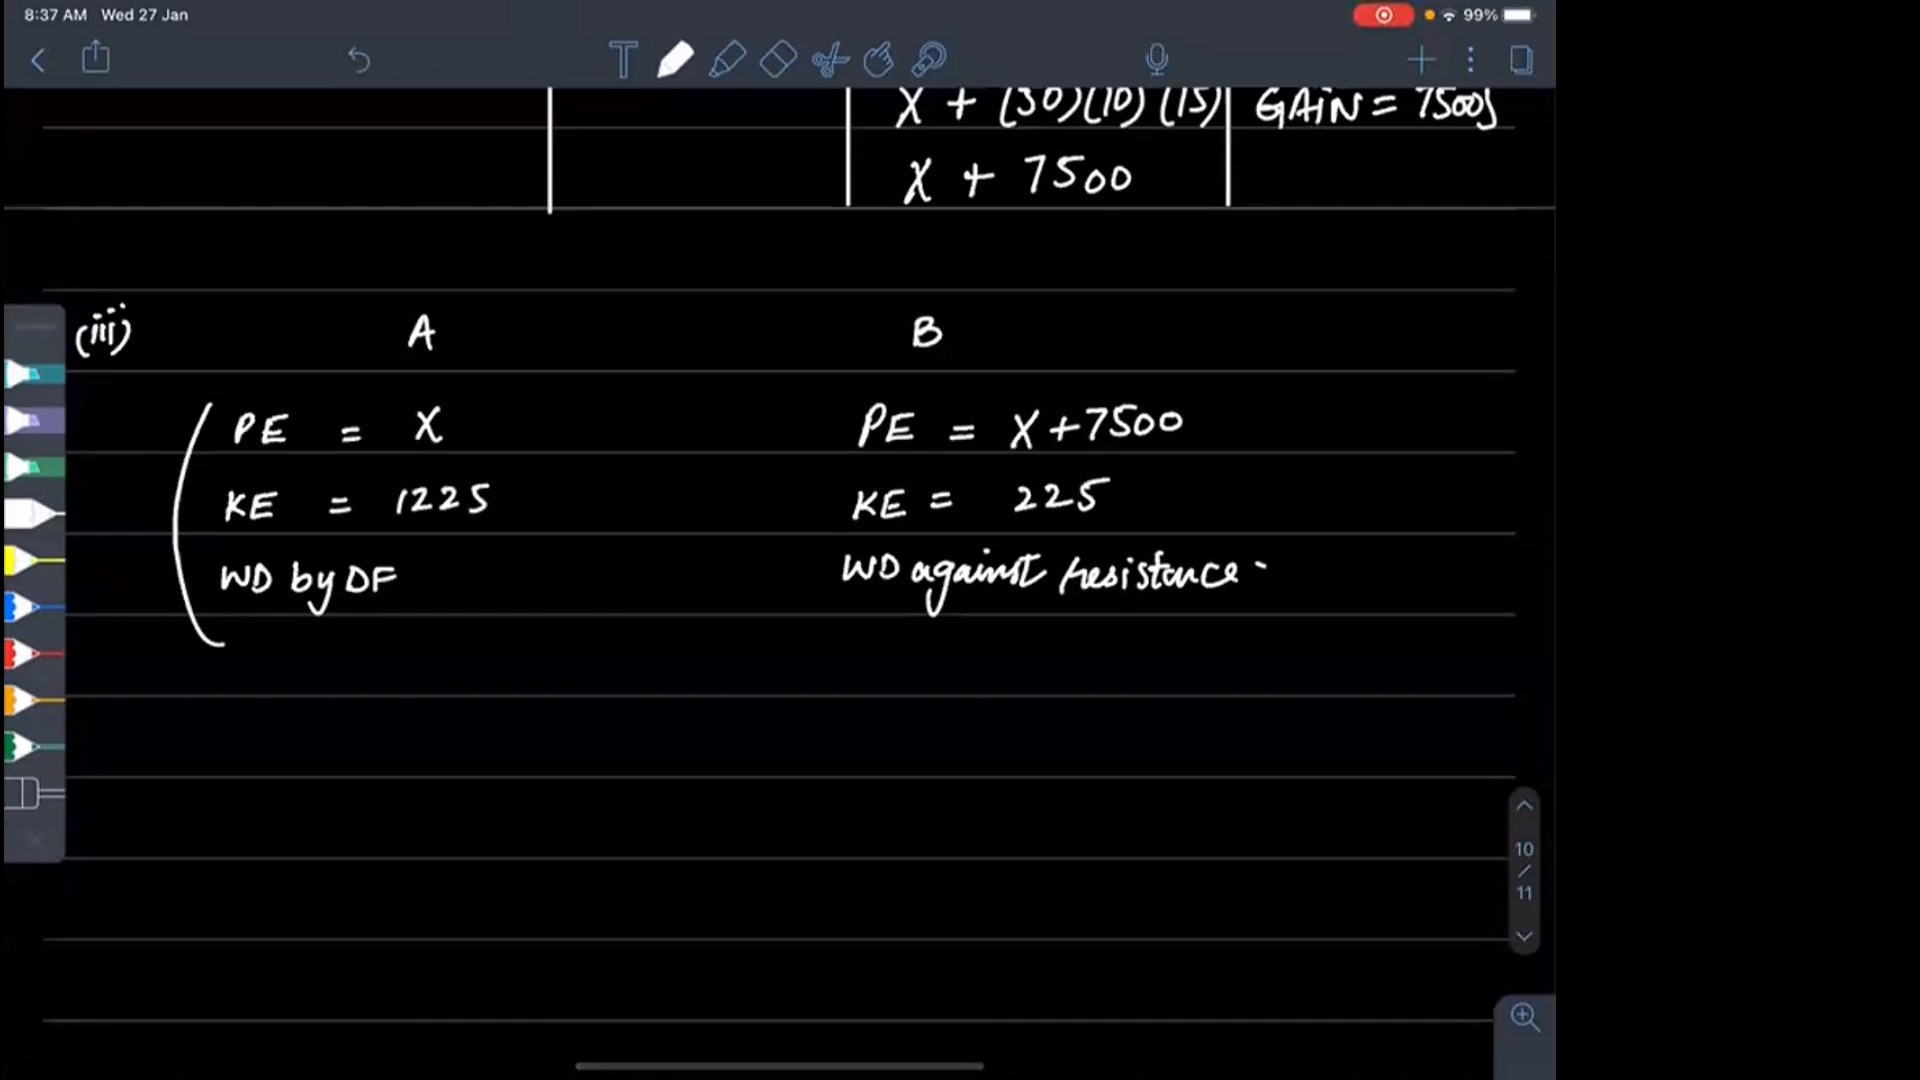 8:37 AM Wed 27 Jan 99%
X + (50)(10)(15) GAIN = 7500J
X + 7500
(iii) A B
PE = X PE = X+7500
KE = 1225 KE = 225
WD by DF WD against resistance
10
/
11